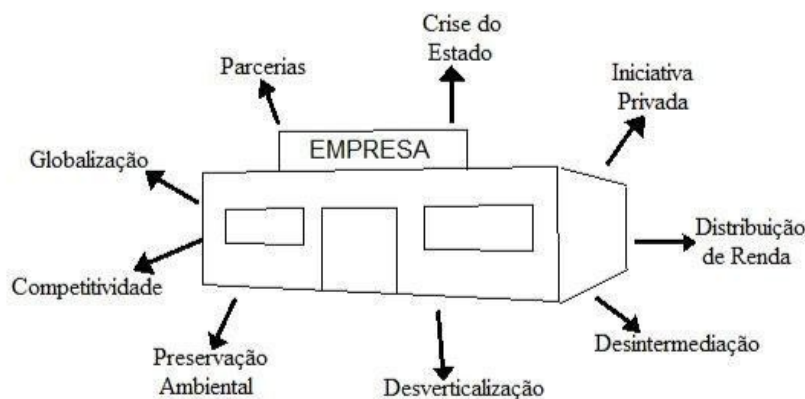 Crise do
Estado
Parcerias
Iniciativa
Privada
EMPRESA
Globalização
Distribuição
de Renda
Competitividade
Desintermediação
Preservação
Ambiental
Desverticalização